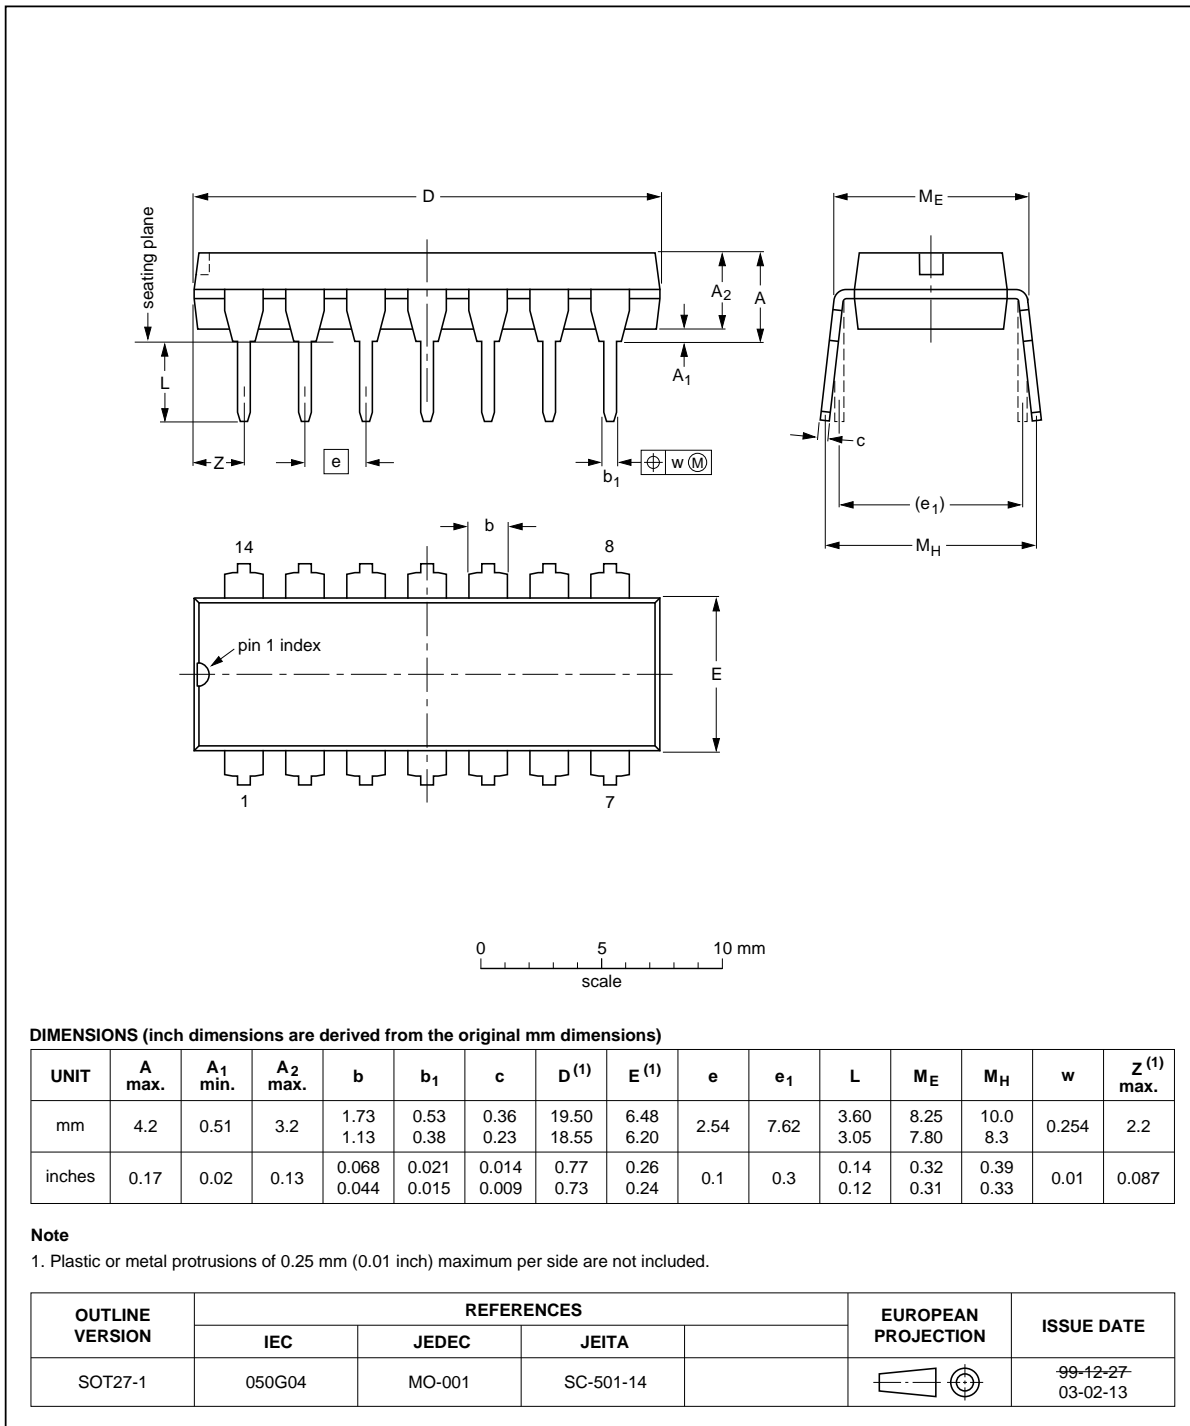 D
ME
seating plane
A2
A
L
A1
c
Z
e
b1
w M
(e1)
MH
b
14
8
pin 1 index
E
1
7
0 5 10 mm
scale
DIMENSIONS (inch dimensions are derived from the original mm dimensions)
UNIT A max. A1 min. A2 max. b b1 c D(1) E(1) e e1 L ME MH w Z(1) max.
mm 4.2 0.51 3.2 1.73 1.13 0.53 0.38 0.36 0.23 19.50 18.55 6.48 6.20 2.54 7.62 3.60 3.05 8.25 7.80 10.0 8.3 0.254 2.2
inches 0.17 0.02 0.13 0.068 0.044 0.021 0.015 0.014 0.009 0.77 0.73 0.26 0.24 0.1 0.3 0.14 0.12 0.32 0.31 0.39 0.33 0.01 0.087
Note
1. Plastic or metal protrusions of 0.25 mm (0.01 inch) maximum per side are not included.
OUTLINE VERSION REFERENCES EUROPEAN PROJECTION ISSUE DATE
IEC JEDEC JEITA
SOT27-1 050G04 MO-001 SC-501-14 99-12-27
03-02-13